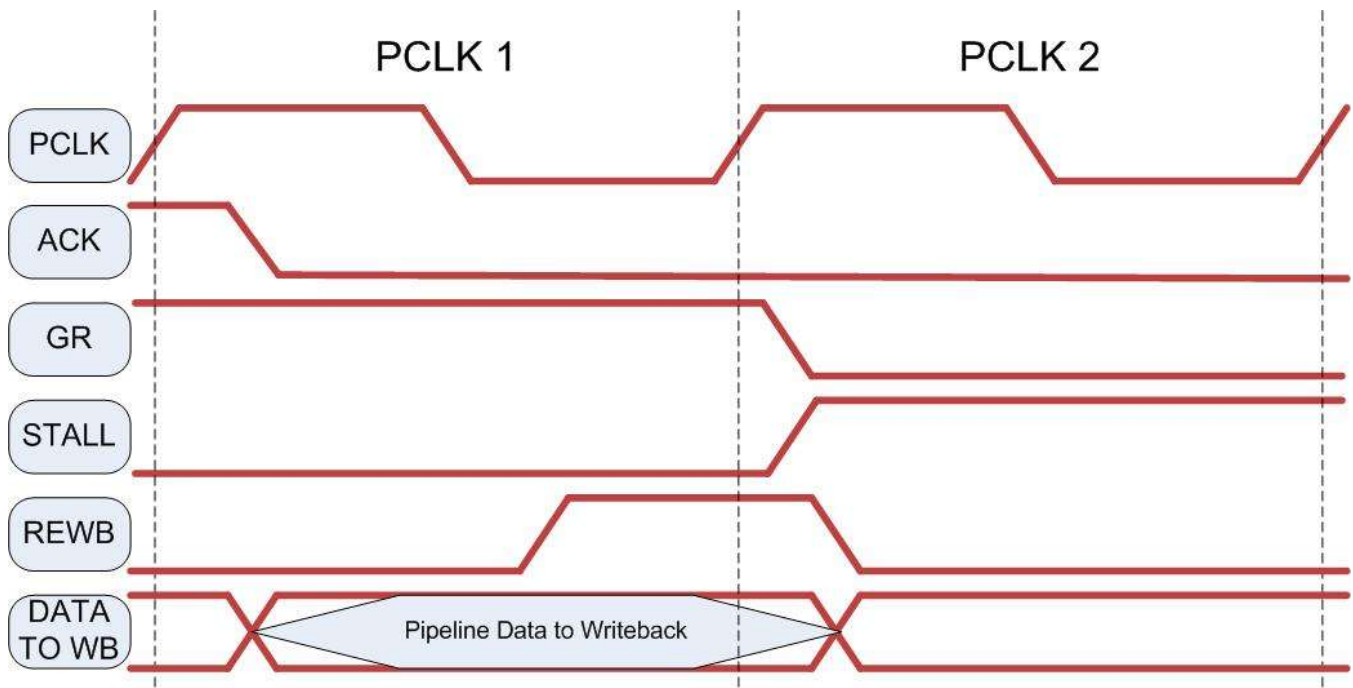 PCLK 1
PCLK 2
PCLK
ACK
GR
STALL
REWB
DATA
TO WB
Pipeline Data to Writeback